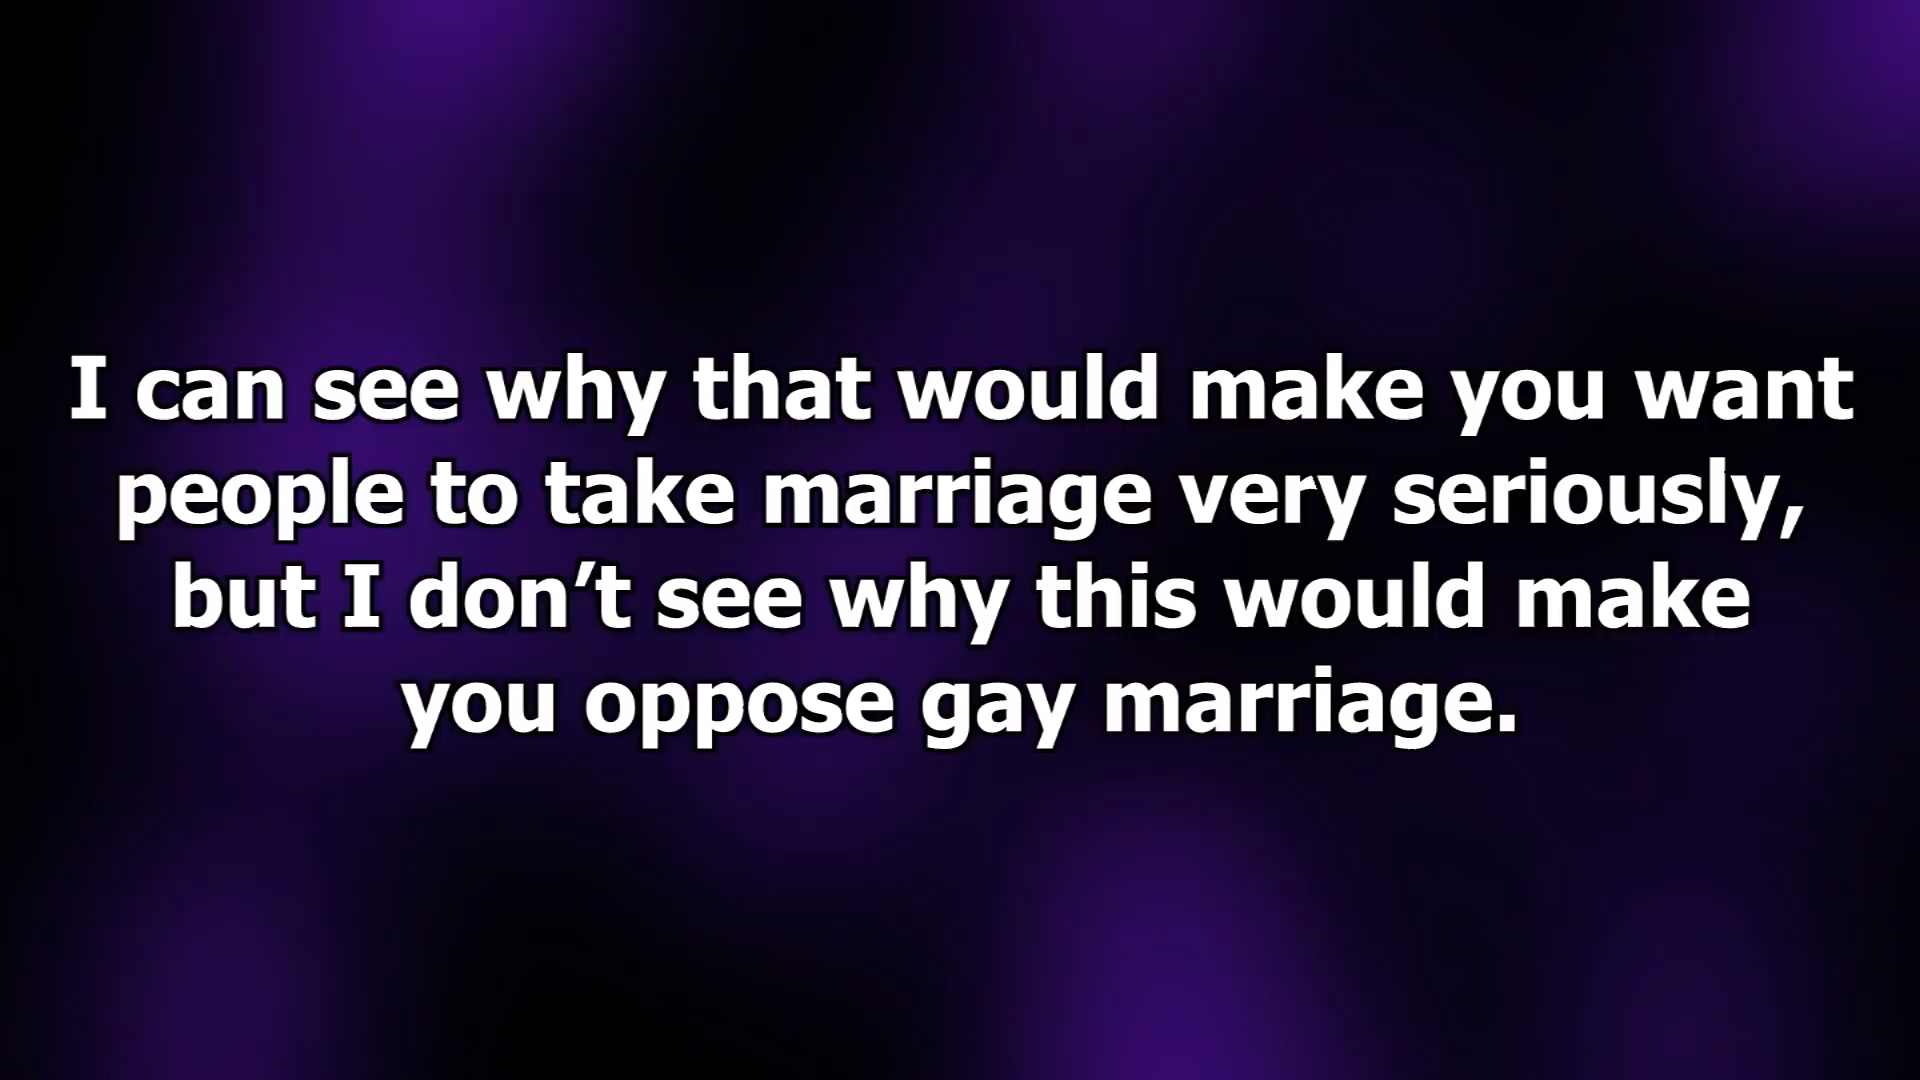 I can see why that would make you want
people to take marriage very seriously,
but I don’t see why this would make
you oppose gay marriage.